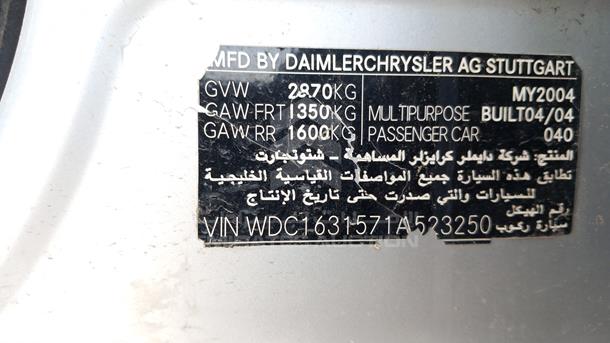 MFD BY DAIMLERCHRYSLER AG STUTTGART
GVW 2870KG MY2004
GAW FRT 1350KG MULTIPURPOSE BUILT04/04
GAW RR 1600KG PASSENGER CAR 040
المنتج: شركة دايملر كرايزلر المساهمة - شتوتجارت
تطابق هذه السيارة جميع المواصفات القياسية الخليجية
للسيارات والتي صدرت حتى تاريخ الإنتاج
رقم الهيكل
VIN WDC1631571A523250 سيارة ركوب